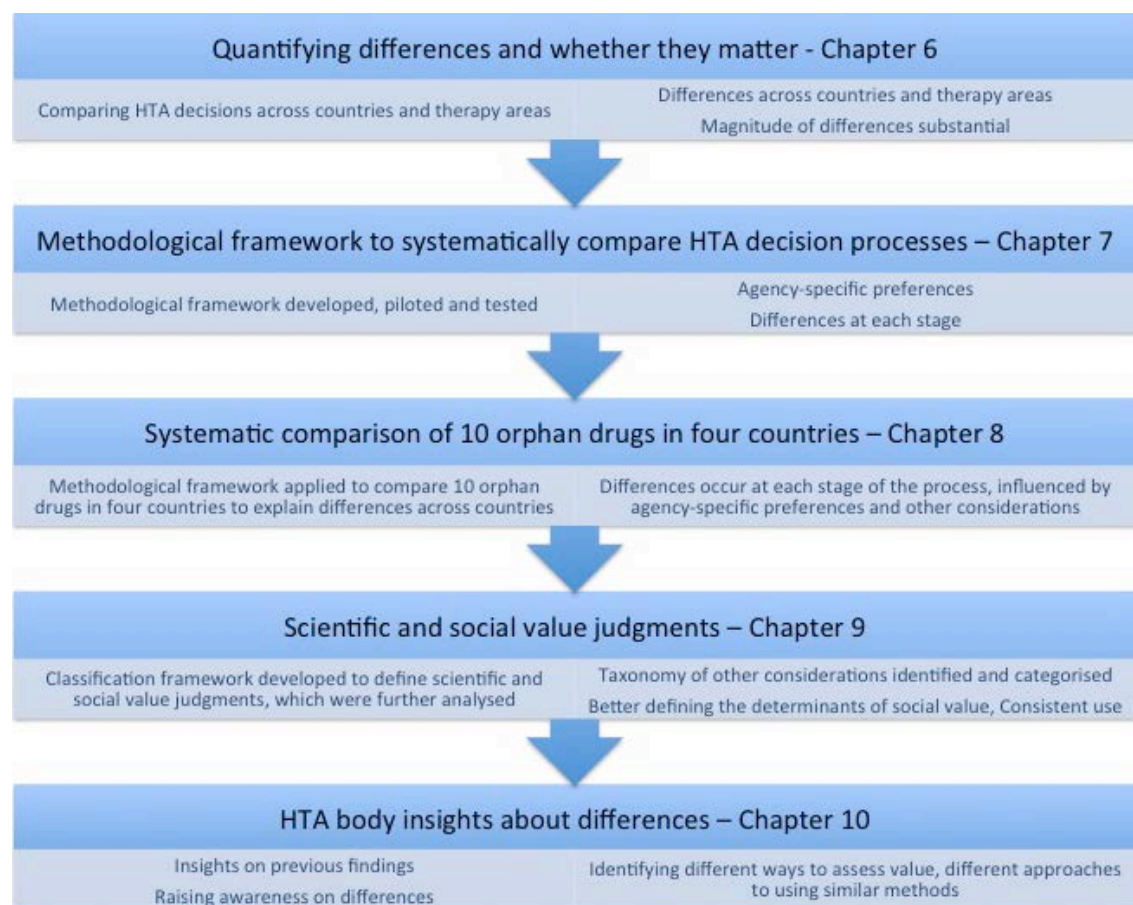 Quantifying differences and whether they matter - Chapter 6
Comparing HTA decisions across countries and therapy areas
Differences across countries and therapy areas
Magnitude of differences substantial
Methodological framework to systematically compare HTA decision processes – Chapter 7
Methodological framework developed, piloted and tested
Agency-specific preferences
Differences at each stage
Systematic comparison of 10 orphan drugs in four countries – Chapter 8
Methodological framework applied to compare 10 orphan
drugs in four countries to explain differences across countries
Differences occur at each stage of the process, influenced by
agency-specific preferences and other considerations
Scientific and social value judgments – Chapter 9
Classification framework developed to define scientific and
social value judgments, which were further analysed
Taxonomy of other considerations identified and categorised
Better defining the determinants of social value, Consistent use
HTA body insights about differences – Chapter 10
Insights on previous findings
Raising awareness on differences
Identifying different ways to assess value, different approaches
to using similar methods